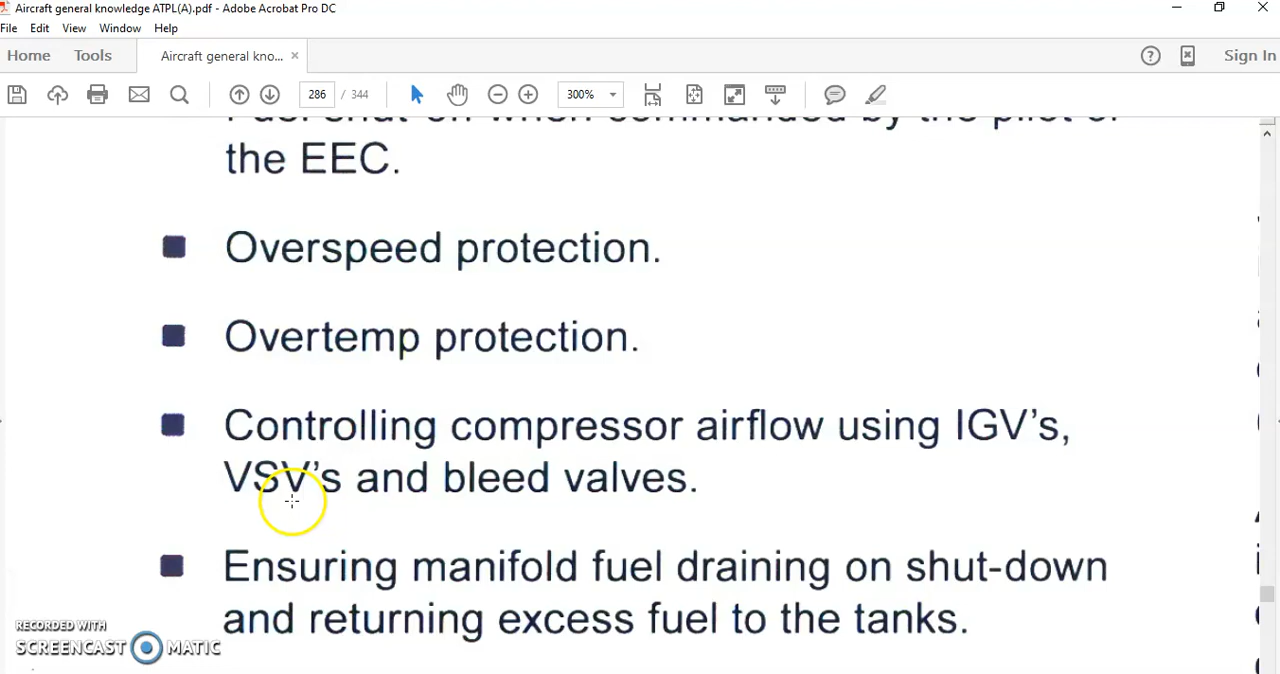 Aircraft general knowledge ATPL(A).pdf - Adobe Acrobat Pro DC
File Edit View Window Help
Home Tools Aircraft general kno... × Sign In
286 / 344 300%
the EEC.
Overspeed protection.
Overtemp protection.
Controlling compressor airflow using IGV's,
VSV's and bleed valves.
Ensuring manifold fuel draining on shut-down
and returning excess fuel to the tanks.
RECORDED WITH
SCREENCAST MATIC